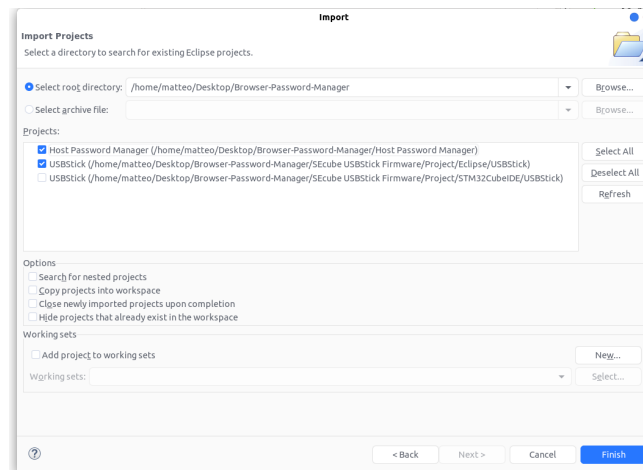 Import
Import Projects
Select a directory to search for existing Eclipse projects.
Select root directory: /home/matteo/Desktop/Browser-Password-Manager Browse...
Select archive file: Browse...
Projects:
Host Password Manager (/home/matteo/Desktop/Browser-Password-Manager/Host Password Manager)
USBStick (/home/matteo/Desktop/Browser-Password-Manager/SEcube USBStick Firmware/Project/Eclipse/USBStick)
USBStick (/home/matteo/Desktop/Browser-Password-Manager/SEcube USBStick Firmware/Project/STM32CubeIDE/USBStick)
Select All
Deselect All
Refresh
Options
Search for nested projects
Copy projects into workspace
Close newly imported projects upon completion
Hide projects that already exist in the workspace
Working sets
Add project to working sets New...
Working sets: Select...
? < Back Next > Cancel Finish